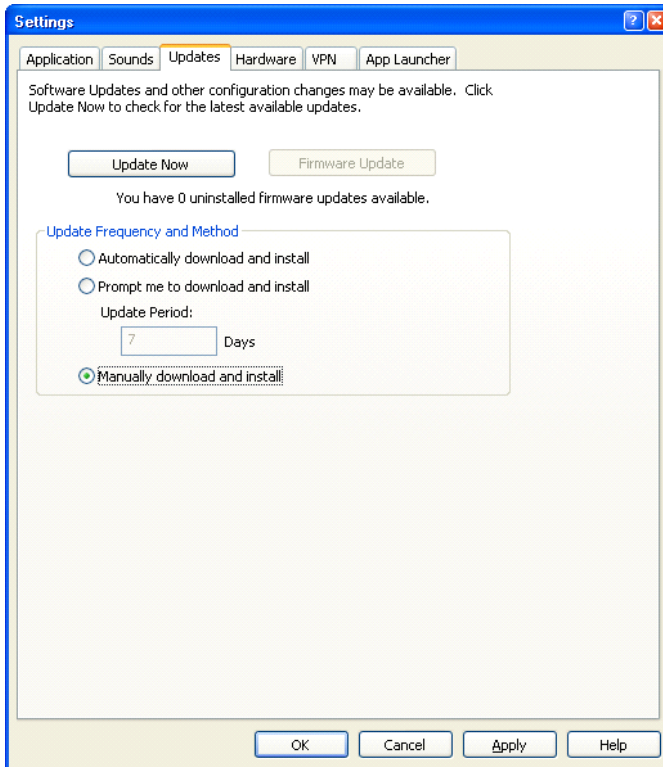 Settings
Application Sounds Updates Hardware VPN App Launcher
Software Updates and other configuration changes may be available. Click
Update Now to check for the latest available updates.
Update Now Firmware Update
You have 0 uninstalled firmware updates available.
Update Frequency and Method
Automatically download and install
Prompt me to download and install
Update Period:
7 Days
Manually download and install
OK Cancel Apply Help